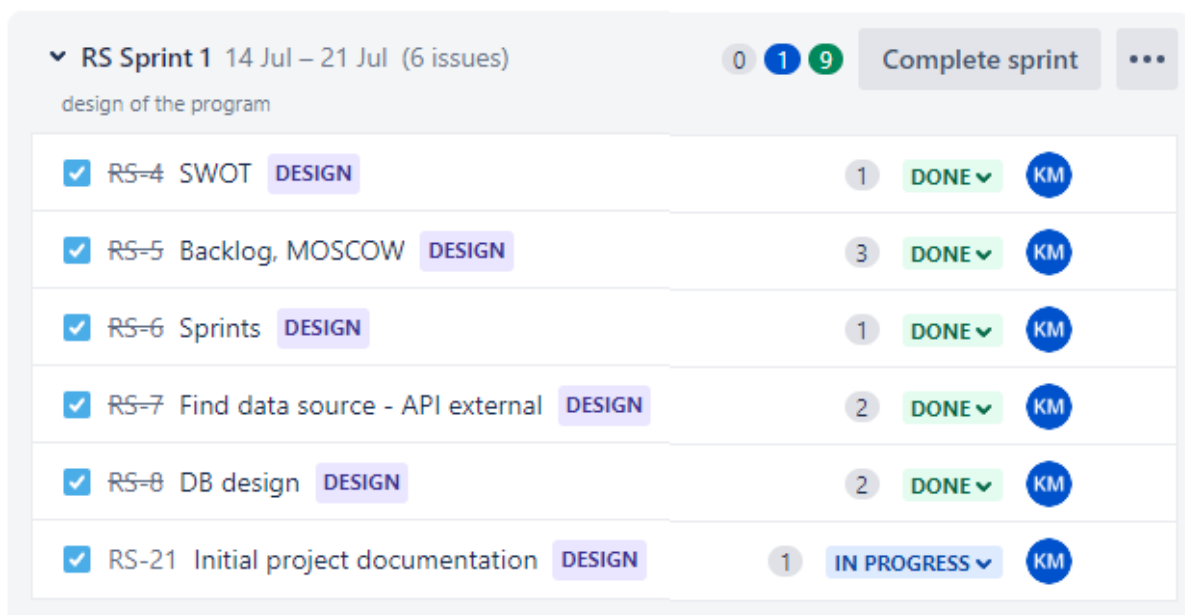 RS Sprint 1 14 Jul – 21 Jul (6 issues) 0 1 9 Complete sprint •••
design of the program
RS-4 SWOT DESIGN 1 DONE KM
RS-5 Backlog, MOSCOW DESIGN 3 DONE KM
RS-6 Sprints DESIGN 1 DONE KM
RS-7 Find data source - API external DESIGN 2 DONE KM
RS-8 DB design DESIGN 2 DONE KM
RS-21 Initial project documentation DESIGN 1 IN PROGRESS KM